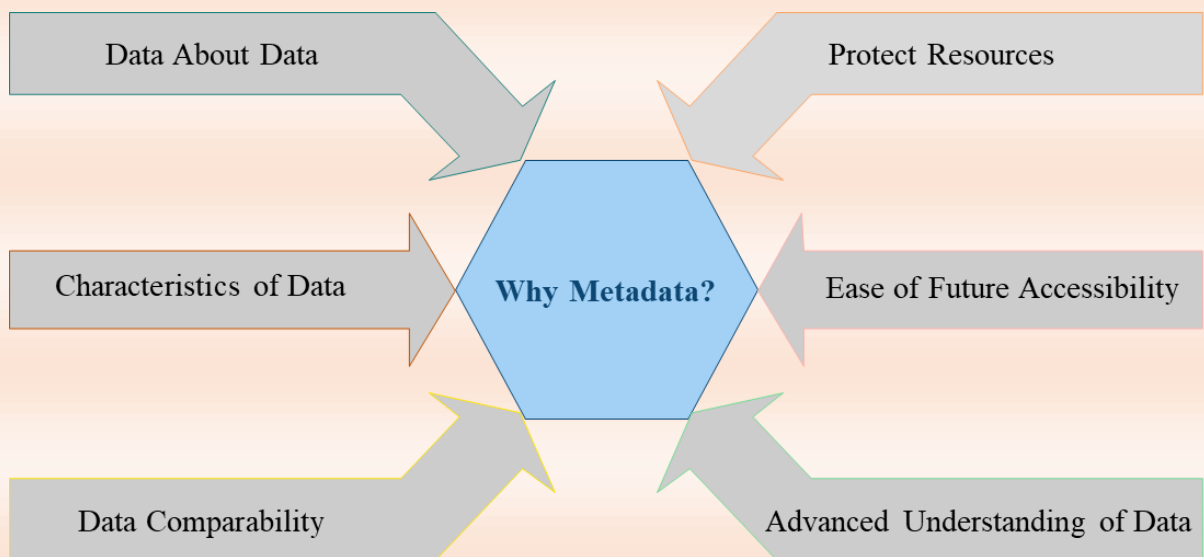 Data About Data
Protect Resources
Characteristics of Data
Why Metadata?
Ease of Future Accessibility
Data Comparability
Advanced Understanding of Data